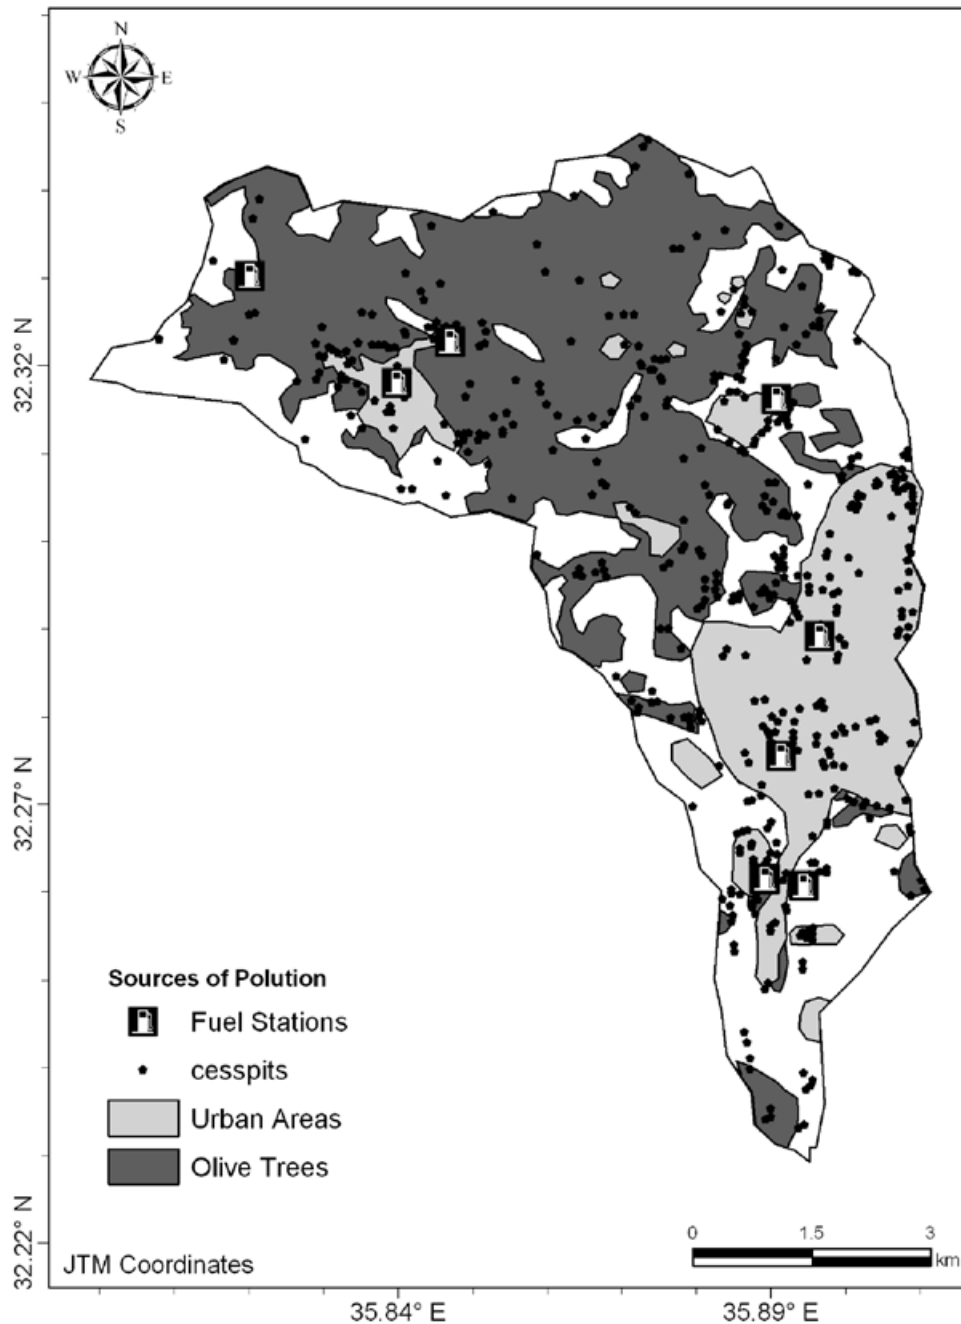 N
W E
S
32.32° N
32.27° N
32.22° N
Sources of Polution
Fuel Stations
cesspits
Urban Areas
Olive Trees
JTM Coordinates
0 1.5 3
km
35.84° E 35.89° E